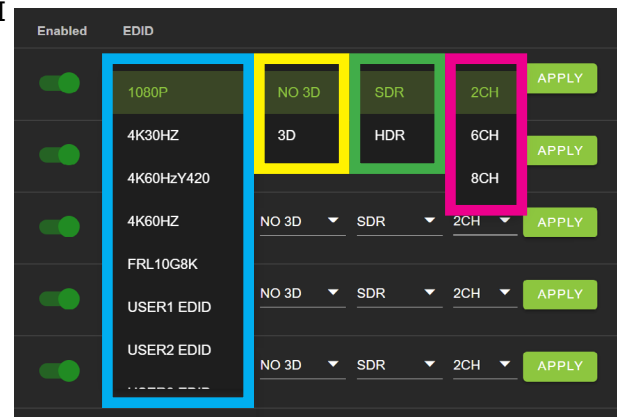 I
Enabled EDID
1080P NO 3D SDR 2CH APPLY
4K30HZ 3D HDR 6CH APPLY
4K60HzY420 8CH
4K60HZ NO 3D SDR 2CH APPLY
FRL10G8K
USER1 EDID NO 3D SDR 2CH APPLY
USER2 EDID
NO 3D SDR 2CH APPLY